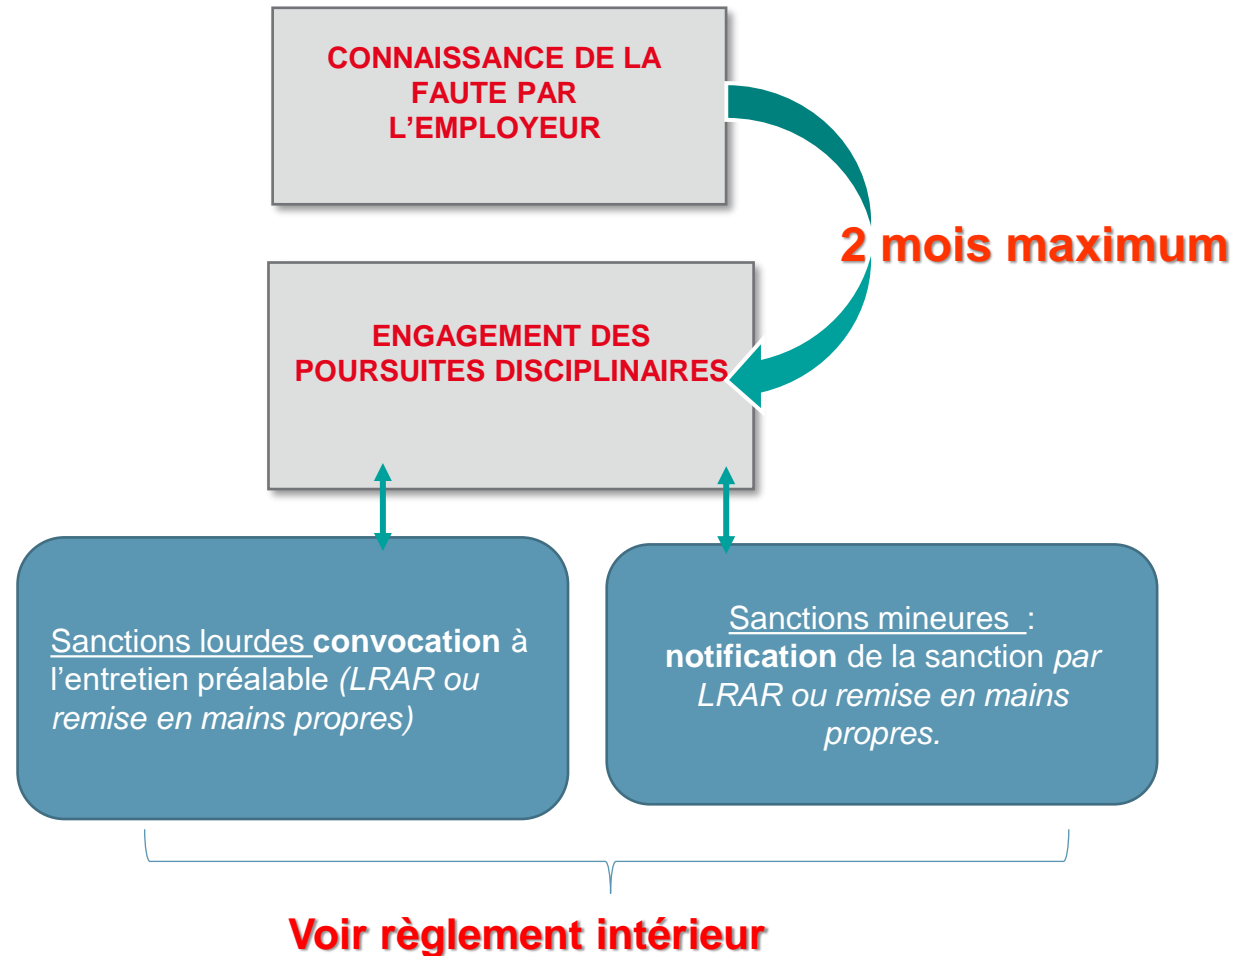 CONNAISSANCE DE LA
FAUTE PAR
L’EMPLOYEUR
2 mois maximum
ENGAGEMENT DES
POURSUITES DISCIPLINAIRES
Sanctions lourdes convocation à
l’entretien préalable (LRAR ou
remise en mains propres)
Sanctions mineures :
notification de la sanction par
LRAR ou remise en mains
propres.
Voir règlement intérieur